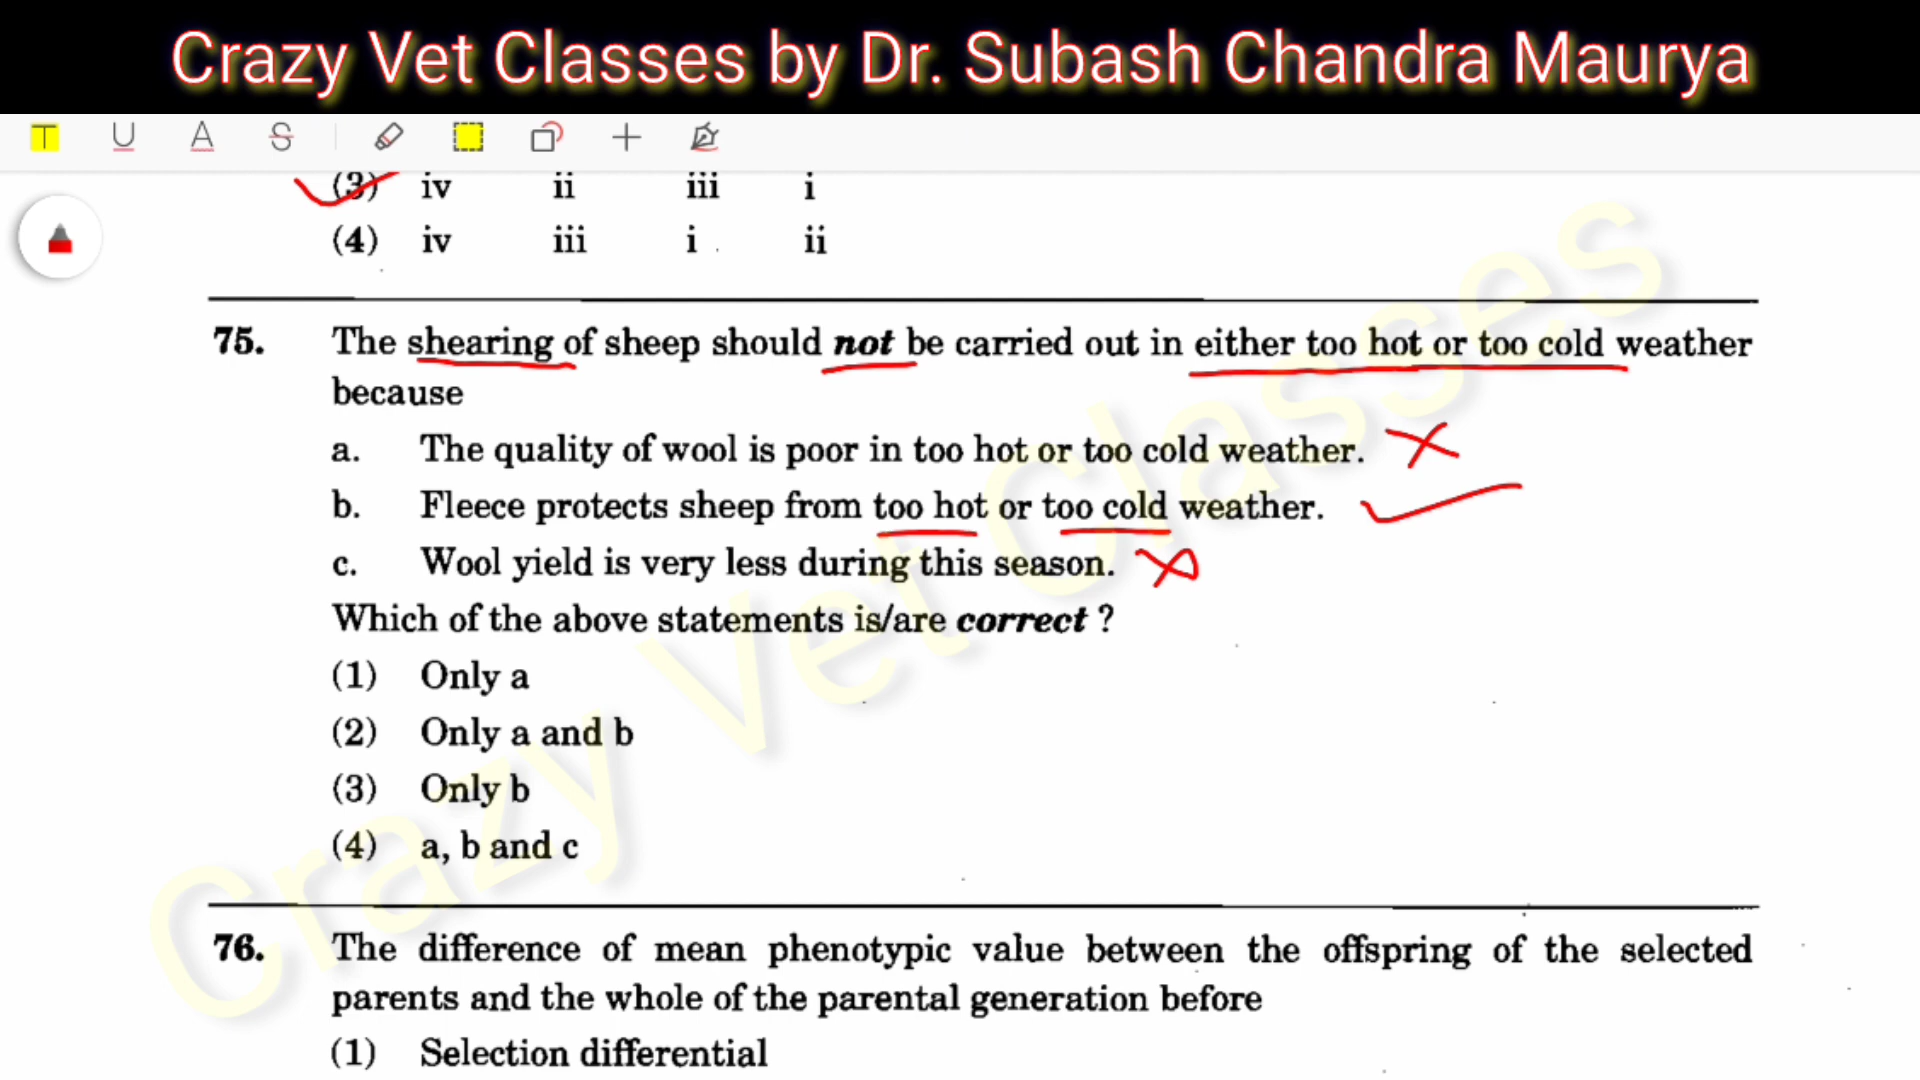 Crazy Vet Classes by Dr. Subash Chandra Maurya
T U A S
(3) iv ii iii i
(4) iv iii i ii
75. The shearing of sheep should not be carried out in either too hot or too cold weather
because
a. The quality of wool is poor in too hot or too cold weather.
b. Fleece protects sheep from too hot or too cold weather.
c. Wool yield is very less during this season.
Which of the above statements is/are correct ?
(1) Only a
(2) Only a and b
(3) Only b
(4) a, b and c
76. The difference of mean phenotypic value between the offspring of the selected
parents and the whole of the parental generation before
(1) Selection differential
Crazy Vet Classes